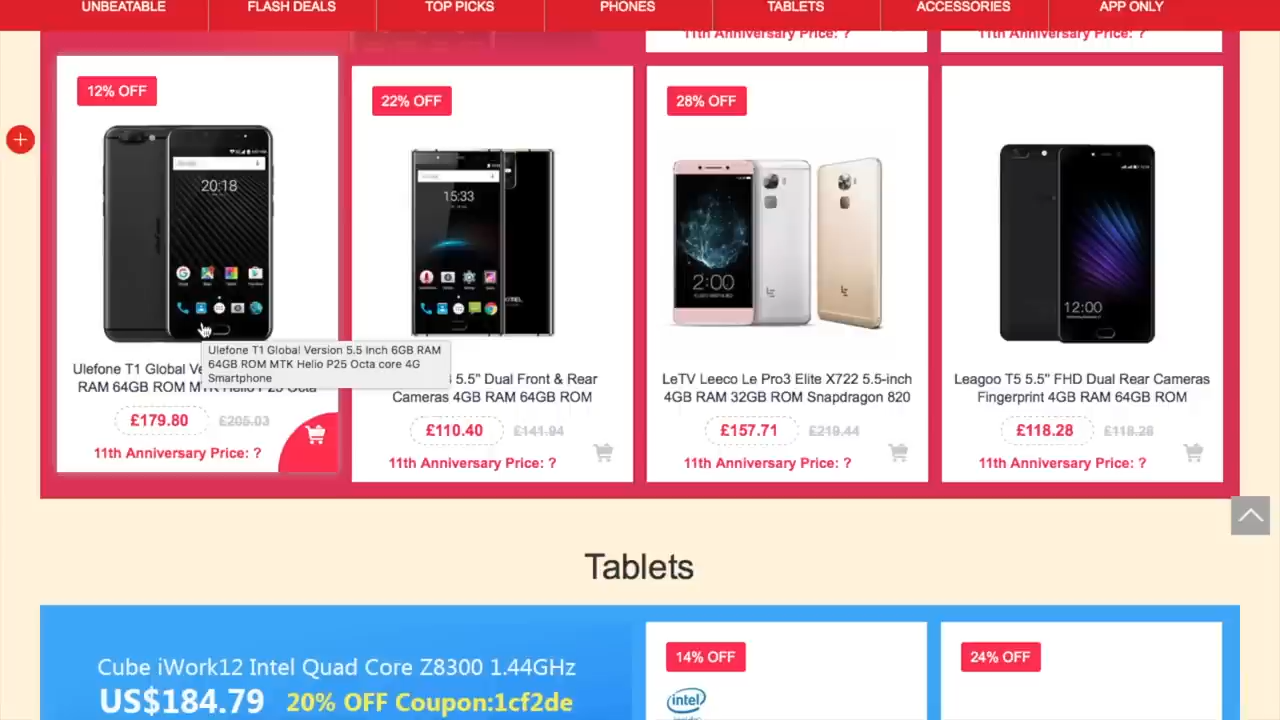 UNBEATABLE
FLASH DEALS
TOP PICKS
PHONES
TABLETS
ACCESSORIES
APP ONLY
11th Anniversary Price: ?
11th Anniversary Price: ?
12% OFF
20:18
Ulefone T1 Global Ve
RAM 64GB ROM MTK Helio P25 Octa
Ulefone T1 Global Version 5.5 Inch 6GB RAM
64GB ROM MTK Helio P25 Octa core 4G
Smartphone
£179.80 £205.03
11th Anniversary Price: ?
22% OFF
15:33
5.5" Dual Front & Rear
Cameras 4GB RAM 64GB ROM
£110.40 £141.94
11th Anniversary Price: ?
28% OFF
2:00
LeTV Leeco Le Pro3 Elite X722 5.5-inch
4GB RAM 32GB ROM Snapdragon 820
£157.71 £219.44
11th Anniversary Price: ?
12:00
Leagoo T5 5.5" FHD Dual Rear Cameras
Fingerprint 4GB RAM 64GB ROM
£118.28 £118.28
11th Anniversary Price: ?
Tablets
Cube iWork12 Intel Quad Core Z8300 1.44GHz
US$184.79 20% OFF Coupon:1cf2de
14% OFF
intel
24% OFF